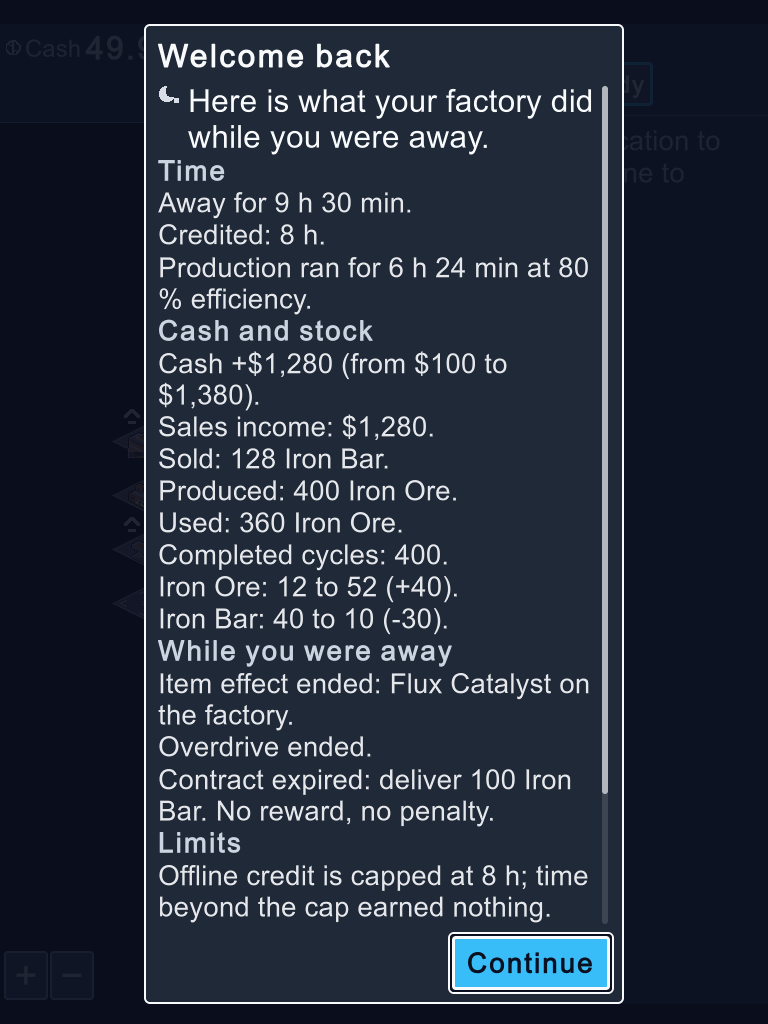 Cash 49.9
Welcome back
Here is what your factory did
while you were away.
Time
Away for 9 h 30 min.
Credited: 8 h.
Production ran for 6 h 24 min at 80
% efficiency.
Cash and stock
Cash +$1,280 (from $100 to
$1,380).
Sales income: $1,280.
Sold: 128 Iron Bar.
Produced: 400 Iron Ore.
Used: 360 Iron Ore.
Completed cycles: 400.
Iron Ore: 12 to 52 (+40).
Iron Bar: 40 to 10 (-30).
While you were away
Item effect ended: Flux Catalyst on
the factory.
Overdrive ended.
Contract expired: deliver 100 Iron
Bar. No reward, no penalty.
Limits
Offline credit is capped at 8 h; time
beyond the cap earned nothing.
Continue
+ −